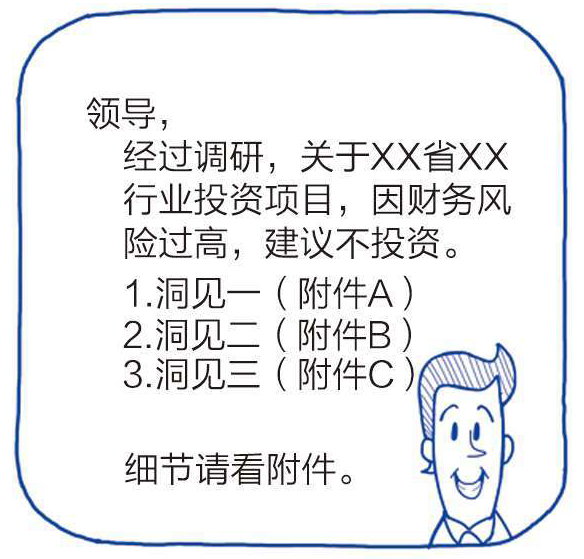 领导，
经过调研，关于XX省XX
行业投资项目，因财务风
险过高，建议不投资。
1.洞见一（附件A）
2.洞见二（附件B）
3.洞见三（附件C）
细节请看附件。